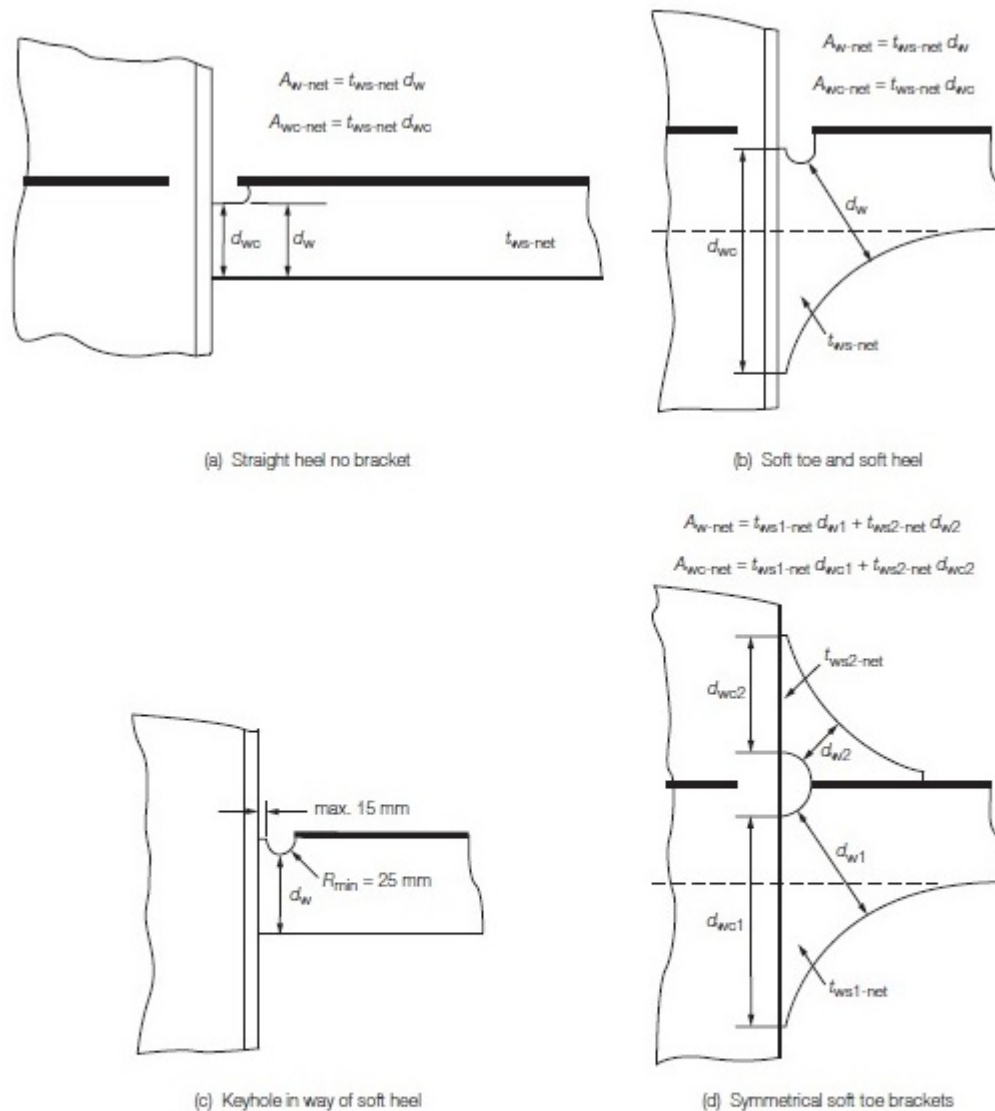 A_w-net = t_ws-net d_w
A_wc-net = t_ws-net d_wc
d_wc
d_w
t_ws-net
(a) Straight heel no bracket
A_w-net = t_ws-net d_w
A_wc-net = t_ws-net d_wc
d_w
d_wc
t_ws-net
(b) Soft toe and soft heel
max. 15 mm
R_min = 25 mm
d_w
(c) Keyhole in way of soft heel
A_w-net = t_ws1-net d_w1 + t_ws2-net d_w2
A_wc-net = t_ws1-net d_wc1 + t_ws2-net d_wc2
t_ws2-net
d_wc2
d_w2
d_w1
d_wc1
t_ws1-net
(d) Symmetrical soft toe brackets